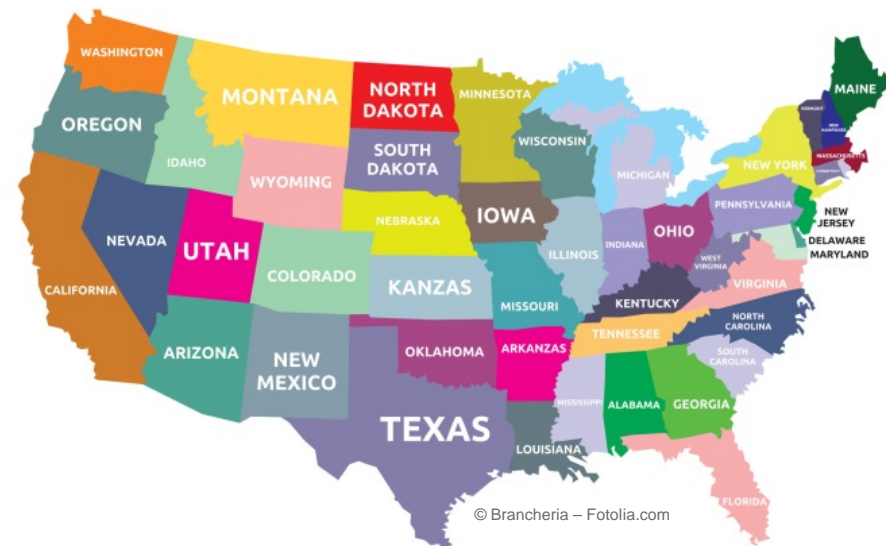 WASHINGTON
MONTANA
NORTH
DAKOTA
MINNESOTA
MAINE
VERMONT
NEW
HAMPSHIRE
OREGON
IDAHO
SOUTH
DAKOTA
WISCONSIN
MICHIGAN
NEW YORK
MASSACHUSETTS
WYOMING
IOWA
PENNSYLVANIA
NEW
JERSEY
NEBRASKA
NEVADA
UTAH
COLORADO
ILLINOIS
INDIANA
OHIO
WEST
VIRGINIA
DELAWARE
MARYLAND
CALIFORNIA
KANZAS
MISSOURI
KENTUCKY
VIRGINIA
ARIZONA
NEW
MEXICO
OKLAHOMA
ARKANZAS
TENNESSEE
NORTH
CAROLINA
SOUTH
CAROLINA
TEXAS
LOUISIANA
MISSISSIPPI
ALABAMA
GEORGIA
FLORIDA
© Brancheria – Fotolia.com